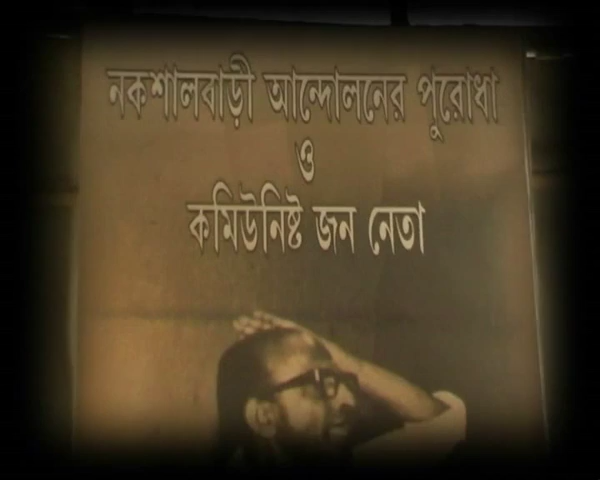 নকশালবাড়ী আন্দোলনের পুরোধা
ও
কমিউনিষ্ট জন নেতা